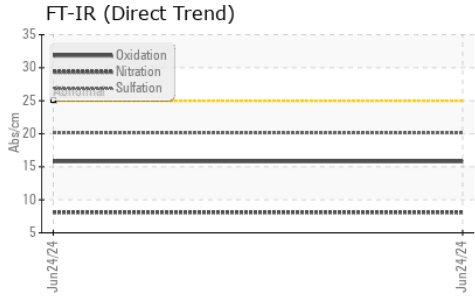 FT-IR (Direct Trend)
35
30
25
20
15
10
5
Abs/cm
Oxidation
Nitration
Sulfation
Abnormal
Jun24/24
Jun24/24